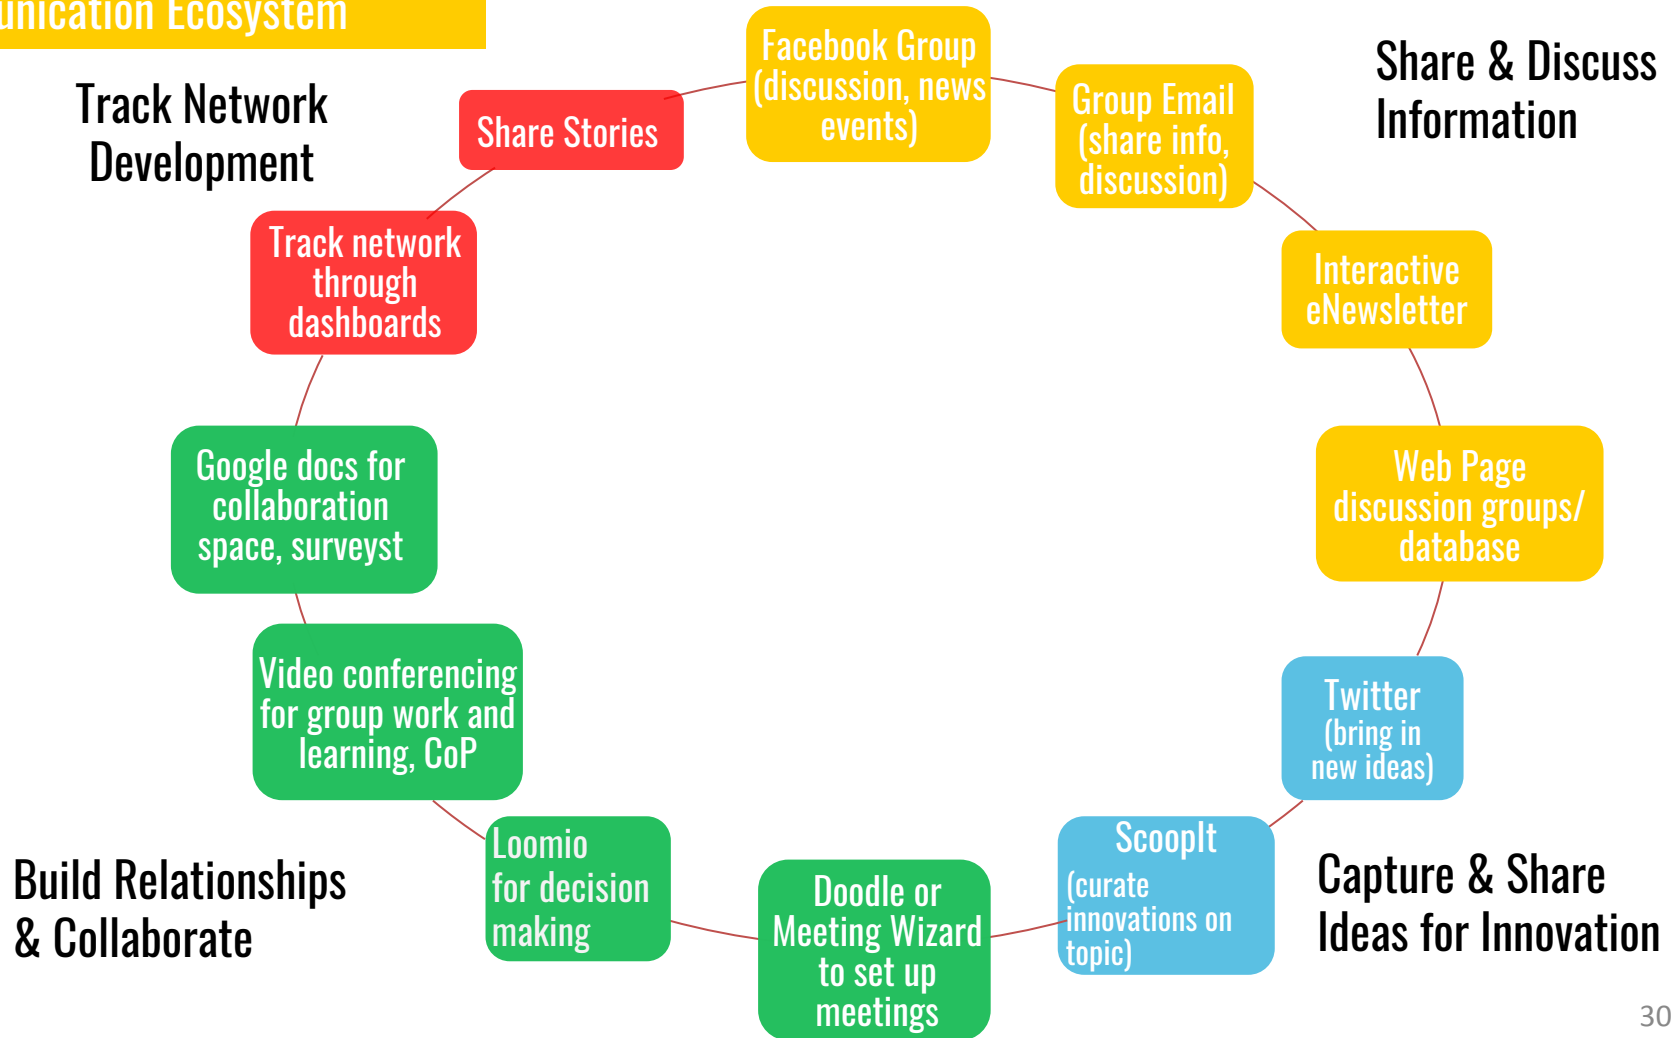 Ecosystem
Track Network
Development
Share Stories
Facebook Group
(discussion, news
events)
Group Email
(share info,
discussion)
Share & Discuss
Information
Track network
through
dashboards
Interactive
eNewsletter
Google docs for
collaboration
space, surveyst
Web Page
discussion groups/
database
Video conferencing
for group work and
learning, CoP
Twitter
(bring in
new ideas)
Build Relationships
& Collaborate
Loomio
for decision
making
Doodle or
Meeting Wizard
to set up
meetings
ScoopIt
(curate
innovations on
topic)
Capture & Share
Ideas for Innovation
30